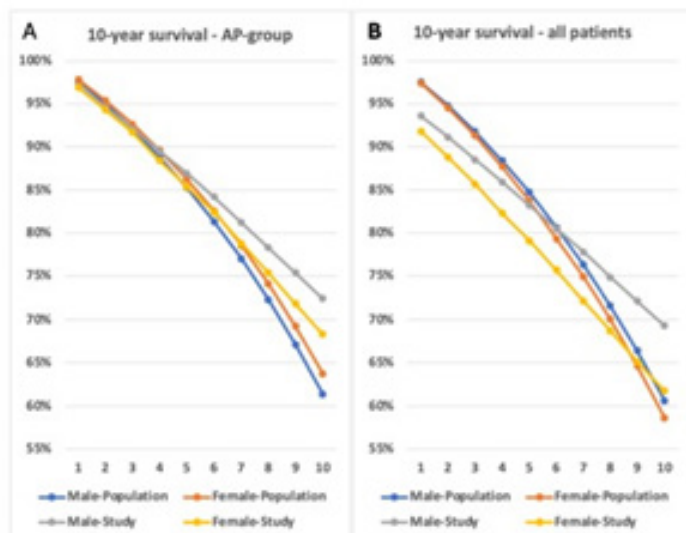 A
10-year survival - AP-group
100%
95%
90%
85%
80%
75%
70%
65%
60%
55%
1 2 3 4 5 6 7 8 9 10
Male-Population Female-Population
Male-Study Female-Study
B
10-year survival - all patients
100%
95%
90%
85%
80%
75%
70%
65%
60%
55%
1 2 3 4 5 6 7 8 9 10
Male-Population Female-Population
Male-Study Female-Study